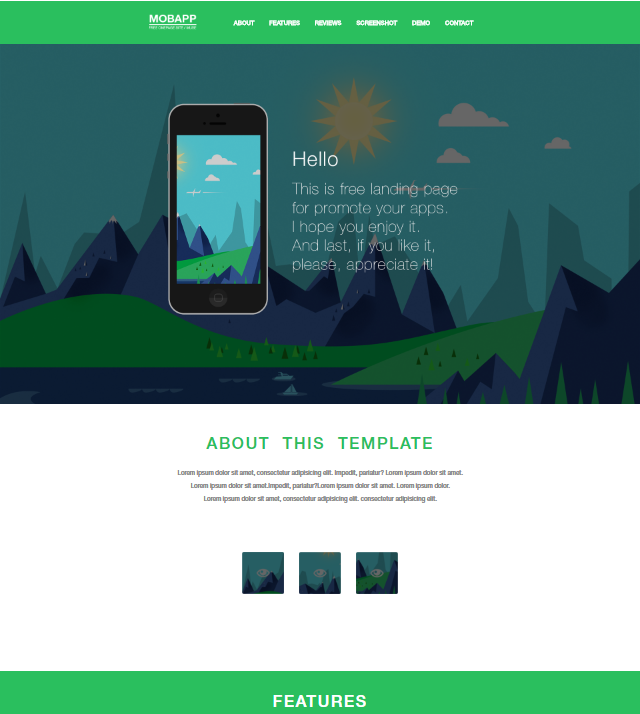 MOBAPP
ABOUT FEATURES REVIEWS SCREENSHOT DEMO CONTACT
Hello
This is free landing page
for promote your apps.
I hope you enjoy it.
And last, if you like it,
please, appreciate it!
ABOUT THIS TEMPLATE
Lorem ipsum dolor sit amet, consectetur adipisicing elit. Impedit, pariatur? Lorem ipsum dolor sit amet.
Lorem ipsum dolor sit amet.Impedit, pariatur?Lorem ipsum dolor sit amet. Lorem ipsum dolor.
Lorem ipsum dolor sit amet, consectetur adipisicing elit. consectetur adipisicing elit.
FEATURES